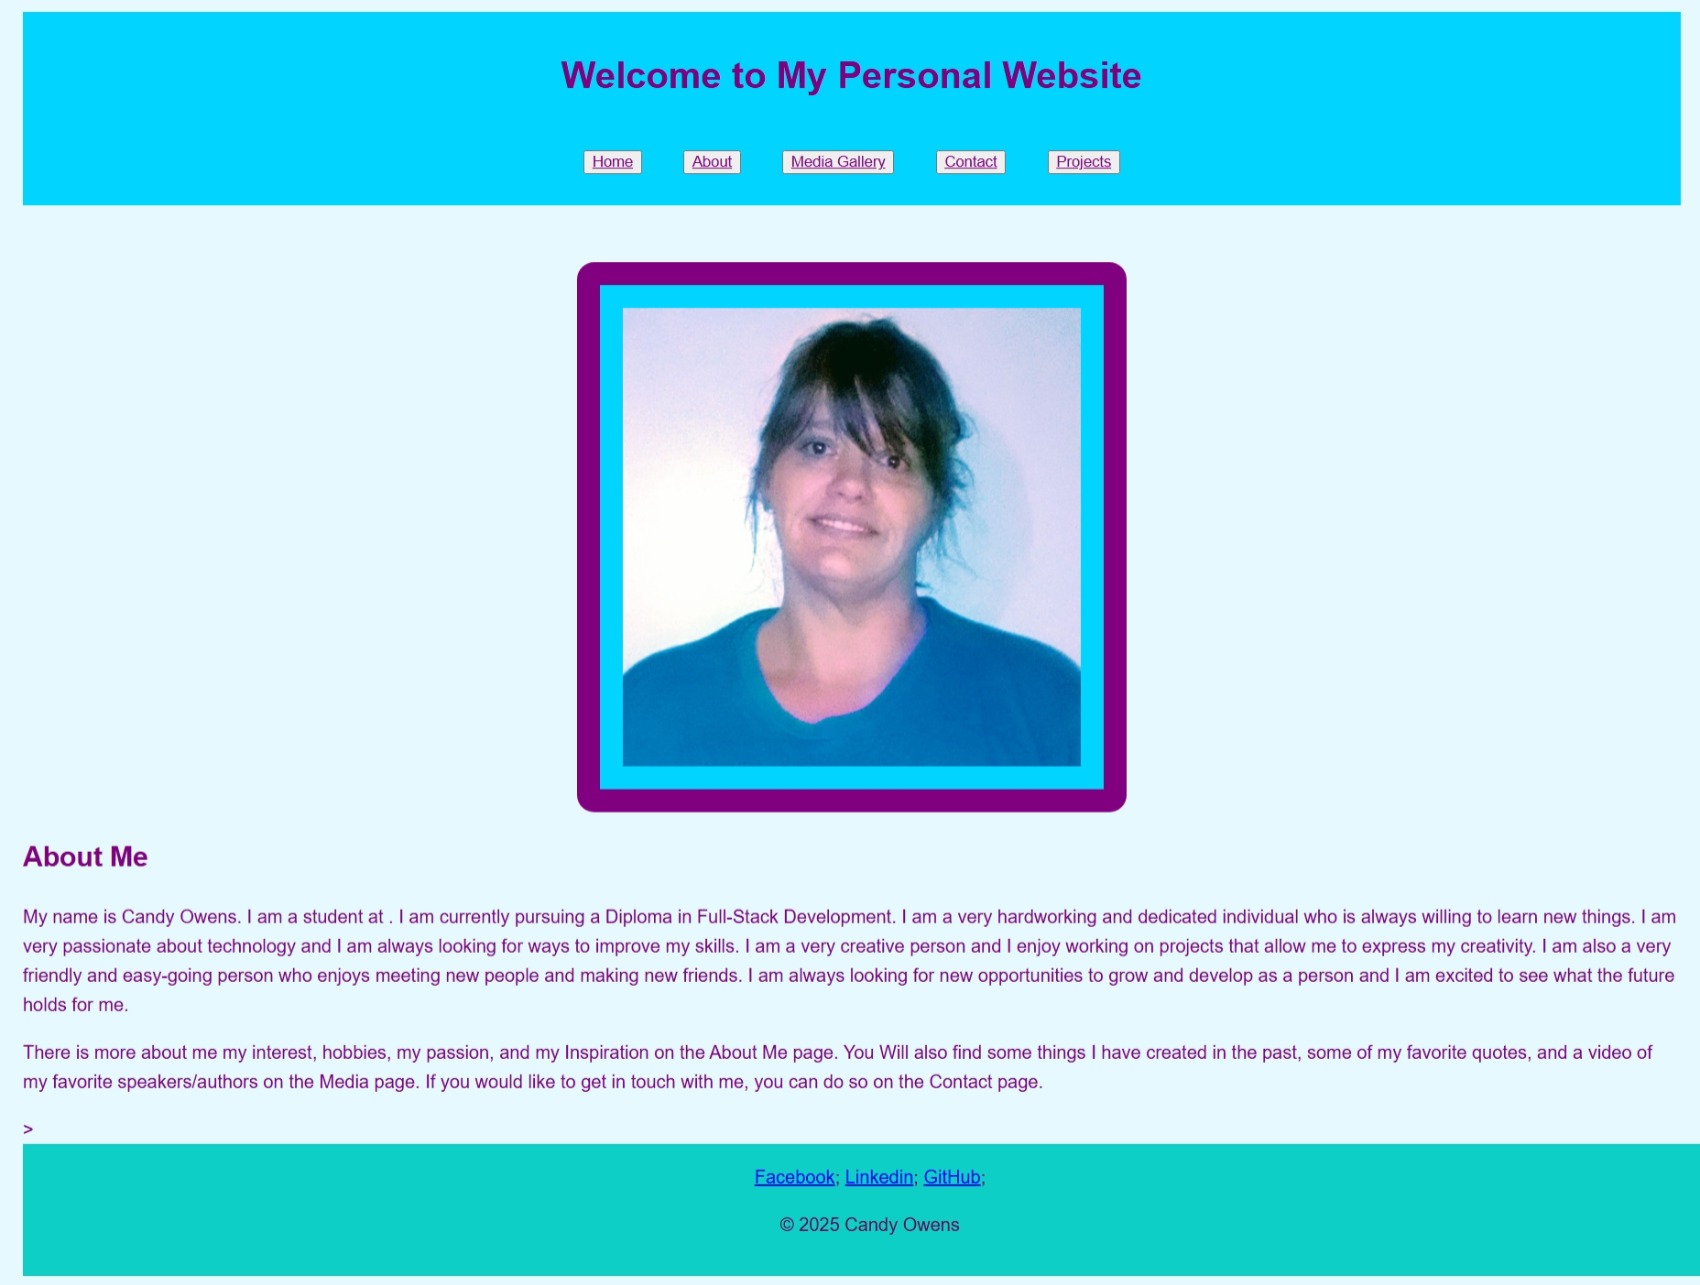 Welcome to My Personal Website
Home About Media Gallery Contact Projects
About Me
My name is Candy Owens. I am a student at . I am currently pursuing a Diploma in Full-Stack Development. I am a very hardworking and dedicated individual who is always willing to learn new things. I am
very passionate about technology and I am always looking for ways to improve my skills. I am a very creative person and I enjoy working on projects that allow me to express my creativity. I am also a very
friendly and easy-going person who enjoys meeting new people and making new friends. I am always looking for new opportunities to grow and develop as a person and I am excited to see what the future
holds for me.
There is more about me my interest, hobbies, my passion, and my Inspiration on the About Me page. You Will also find some things I have created in the past, some of my favorite quotes, and a video of
my favorite speakers/authors on the Media page. If you would like to get in touch with me, you can do so on the Contact page.
>
Facebook; Linkedin; GitHub;
© 2025 Candy Owens